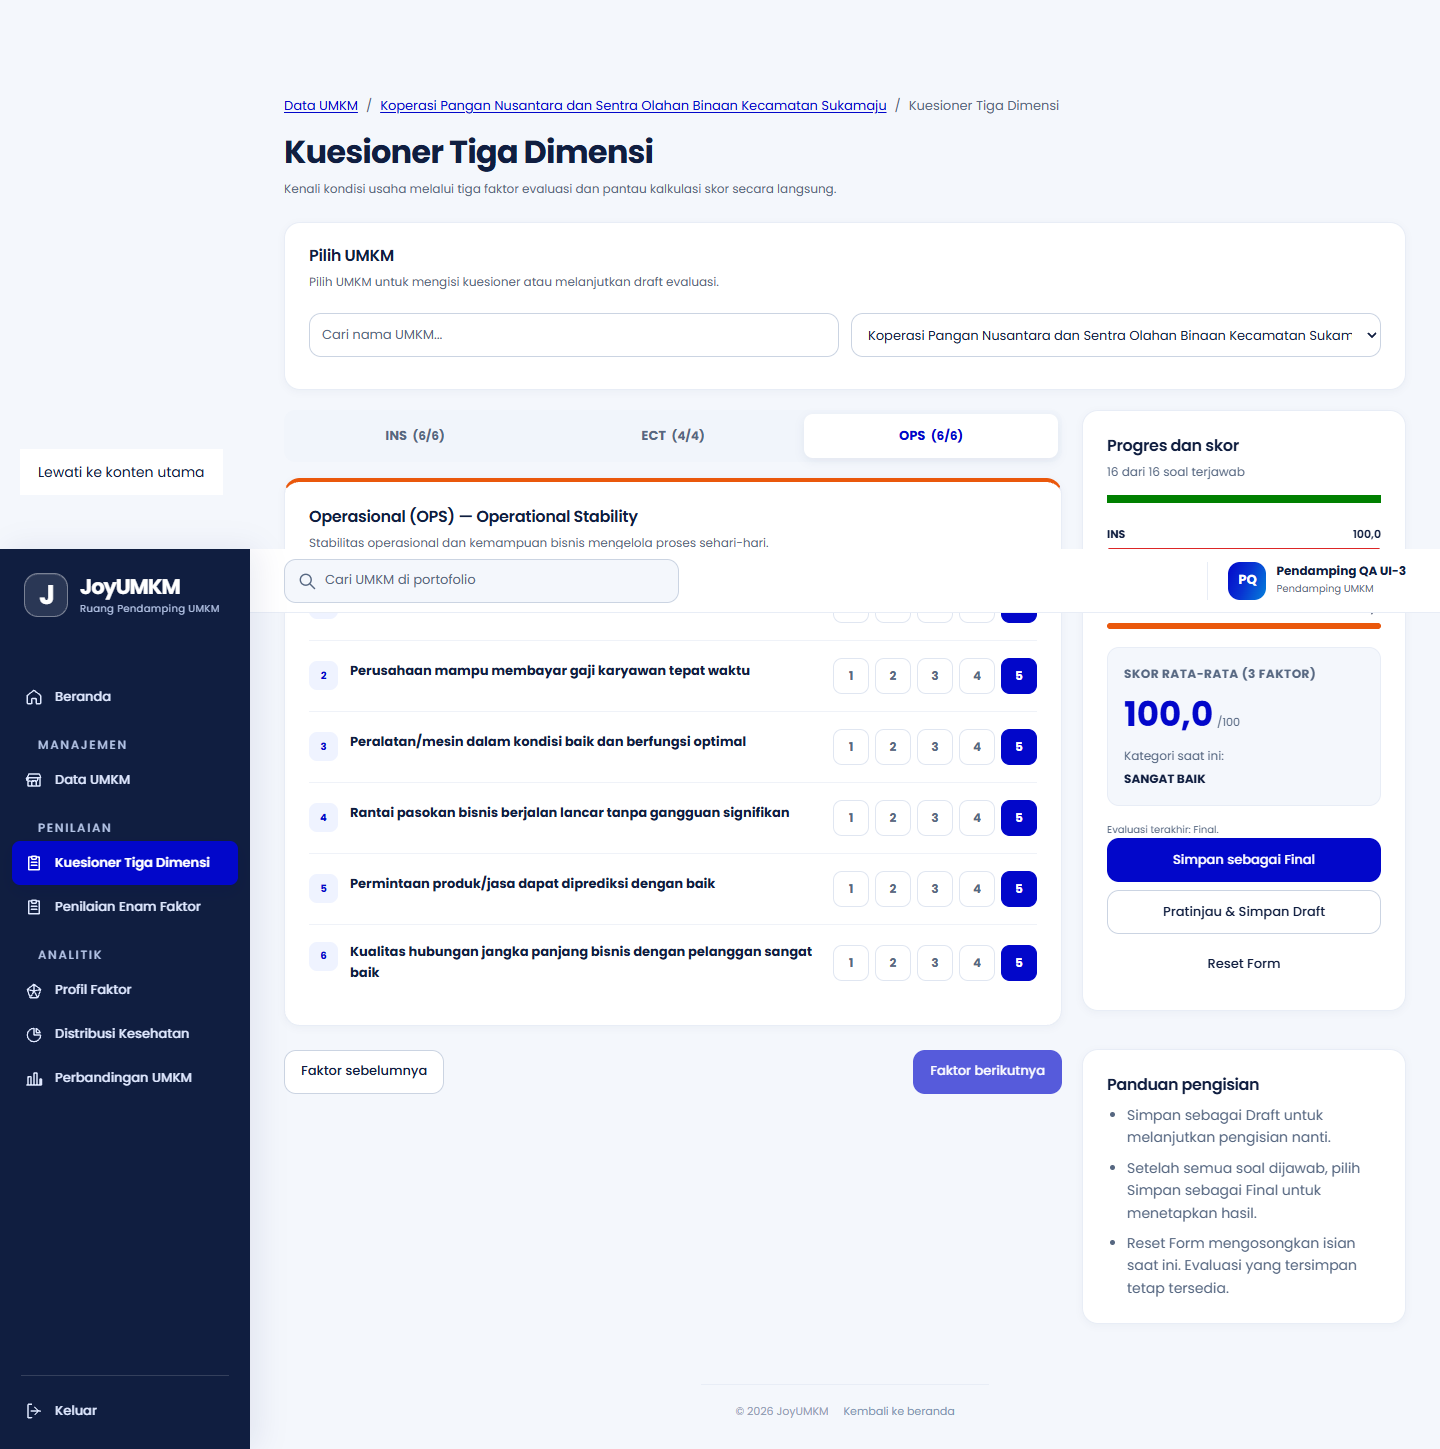 Data UMKM / Koperasi Pangan Nusantara dan Sentra Olahan Binaan Kecamatan Sukamaju / Kuesioner Tiga Dimensi
Kuesioner Tiga Dimensi
Kenali kondisi usaha melalui tiga faktor evaluasi dan pantau kalkulasi skor secara langsung.
Pilih UMKM
Pilih UMKM untuk mengisi kuesioner atau melanjutkan draft evaluasi.
Cari nama UMKM...
Koperasi Pangan Nusantara dan Sentra Olahan Binaan Kecamatan Sukam
INS (6/6)
ECT (4/4)
OPS (6/6)
Lewati ke konten utama
Operasional (OPS) — Operational Stability
Stabilitas operasional dan kemampuan bisnis mengelola proses sehari-hari.
Progres dan skor
16 dari 16 soal terjawab
INS 100,0
J
JoyUMKM
Ruang Pendamping UMKM
Cari UMKM di portofolio
PQ
Pendamping QA UI-3
Pendamping UMKM
Beranda
MANAJEMEN
Data UMKM
PENILAIAN
Kuesioner Tiga Dimensi
Penilaian Enam Faktor
ANALITIK
Profil Faktor
Distribusi Kesehatan
Perbandingan UMKM
Keluar
2 Perusahaan mampu membayar gaji karyawan tepat waktu 1 2 3 4 5
3 Peralatan/mesin dalam kondisi baik dan berfungsi optimal 1 2 3 4 5
4 Rantai pasokan bisnis berjalan lancar tanpa gangguan signifikan 1 2 3 4 5
5 Permintaan produk/jasa dapat diprediksi dengan baik 1 2 3 4 5
6 Kualitas hubungan jangka panjang bisnis dengan pelanggan sangat
baik 1 2 3 4 5
Faktor sebelumnya
Faktor berikutnya
SKOR RATA-RATA (3 FAKTOR)
100,0 /100
Kategori saat ini:
SANGAT BAIK
Evaluasi terakhir: Final.
Simpan sebagai Final
Pratinjau & Simpan Draft
Reset Form
Panduan pengisian
• Simpan sebagai Draft untuk
melanjutkan pengisian nanti.
• Setelah semua soal dijawab, pilih
Simpan sebagai Final untuk
menetapkan hasil.
• Reset Form mengosongkan isian
saat ini. Evaluasi yang tersimpan
tetap tersedia.
© 2026 JoyUMKM Kembali ke beranda